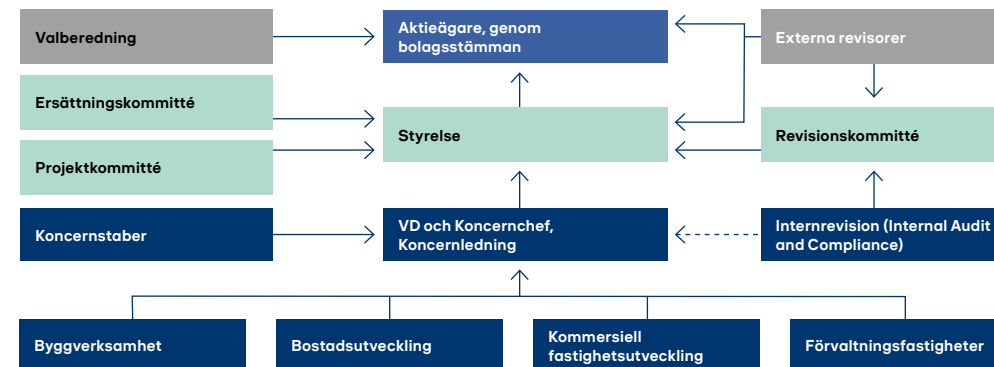 Valberedning
Aktieägare, genom
bolagsstämman
Externa revisorer
Ersättningskommitté
Styrelse
Revisionskommitté
Projektkommitté
Koncernstaber
VD och Koncernchef,
Koncernledning
Internrevision (Internal Audit
and Compliance)
Byggverksamhet
Bostadsutveckling
Kommersiell
fastighetsutveckling
Förvaltningsfastigheter